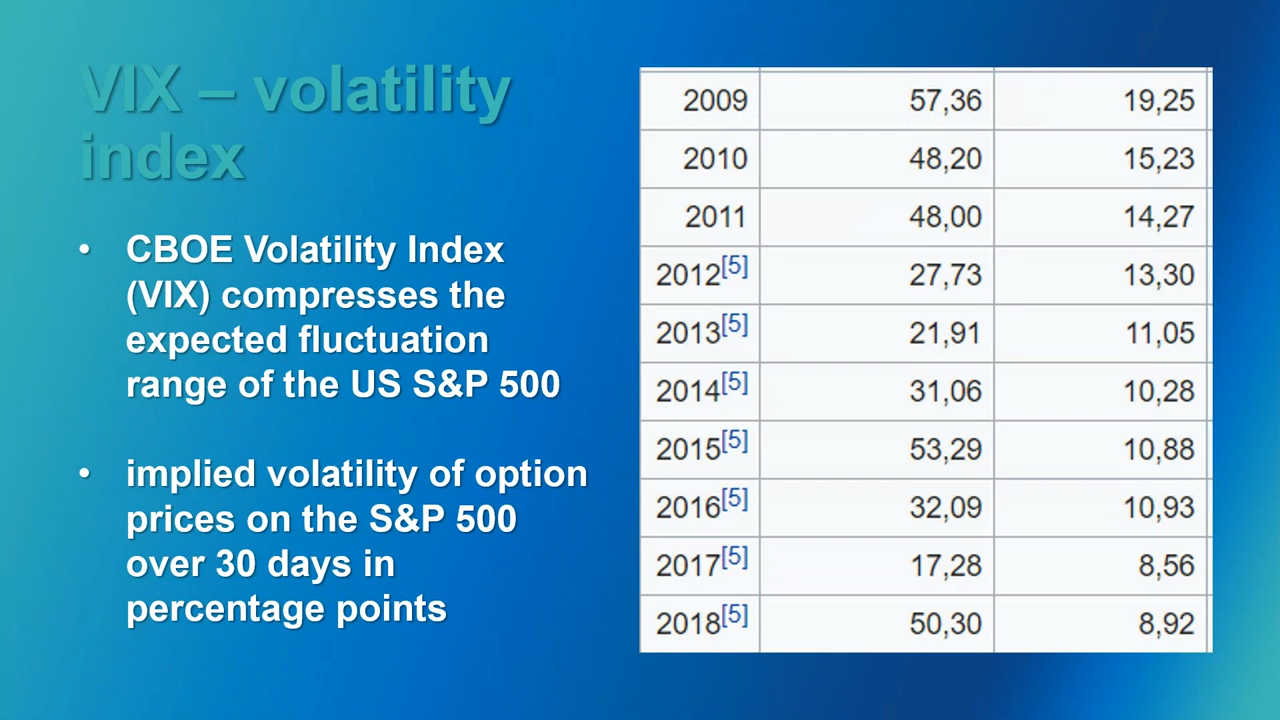 VIX – volatility
index
• CBOE Volatility Index
(VIX) compresses the
expected fluctuation
range of the US S&P 500
• implied volatility of option
prices on the S&P 500
over 30 days in
percentage points
2009 57,36 19,25
2010 48,20 15,23
2011 48,00 14,27
2012[5] 27,73 13,30
2013[5] 21,91 11,05
2014[5] 31,06 10,28
2015[5] 53,29 10,88
2016[5] 32,09 10,93
2017[5] 17,28 8,56
2018[5] 50,30 8,92